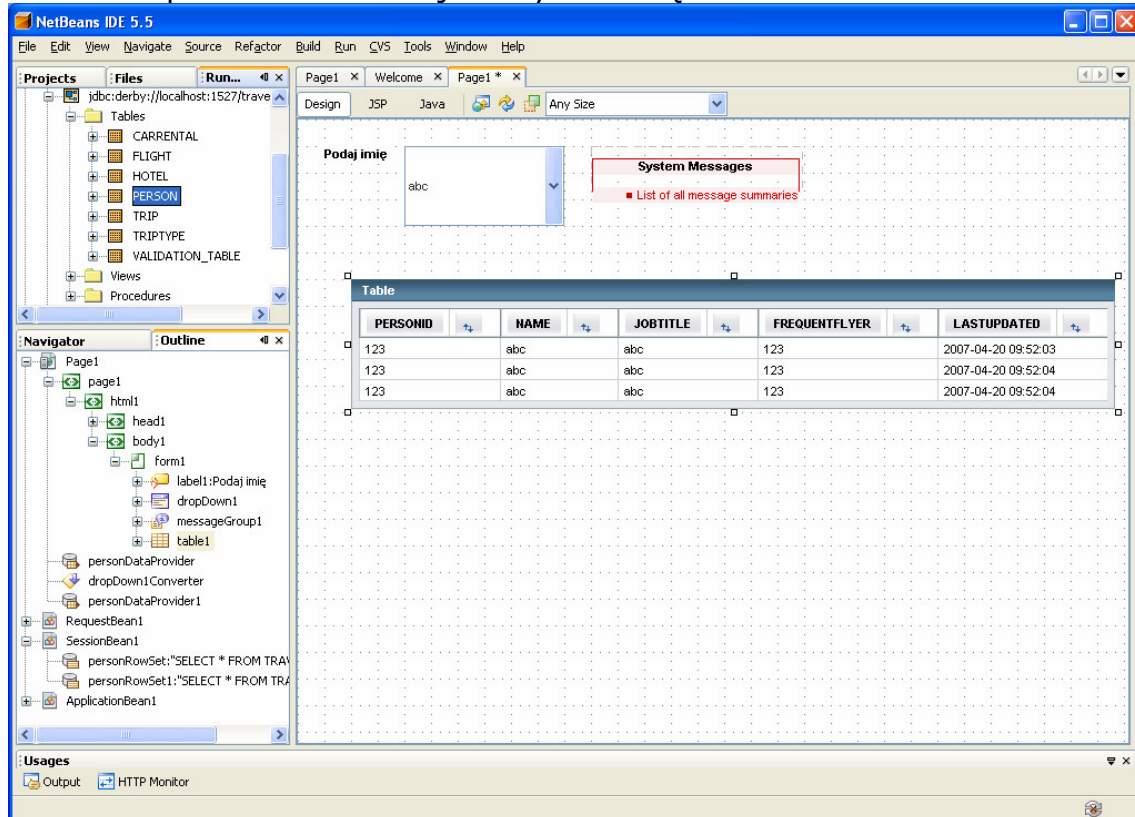 NetBeans IDE 5.5
File Edit View Navigate Source Refactor Build Run CVS Tools Window Help
Projects Files Run...
jdbc:derby://localhost:1527/trave
Tables
CARRENTAL
FLIGHT
HOTEL
PERSON
TRIP
TRIPTYPE
VALIDATION_TABLE
Views
Procedures
Navigator Outline
Page1
page1
html1
head1
body1
form1
label1:Podaj imię
dropDown1
messageGroup1
table1
personDataProvider
dropDown1Converter
personDataProvider1
RequestBean1
SessionBean1
personRowSet:"SELECT * FROM TRAV
personRowSet1:"SELECT * FROM TRA
ApplicationBean1
Page1 Welcome Page1 *
Design JSP Java Any Size
Podaj imię
abc
System Messages
List of all message summaries
Table
PERSONID NAME JOBTITLE FREQUENTFLYER LASTUPDATED
123 abc abc 123 2007-04-20 09:52:03
123 abc abc 123 2007-04-20 09:52:04
123 abc abc 123 2007-04-20 09:52:04
Usages
Output HTTP Monitor